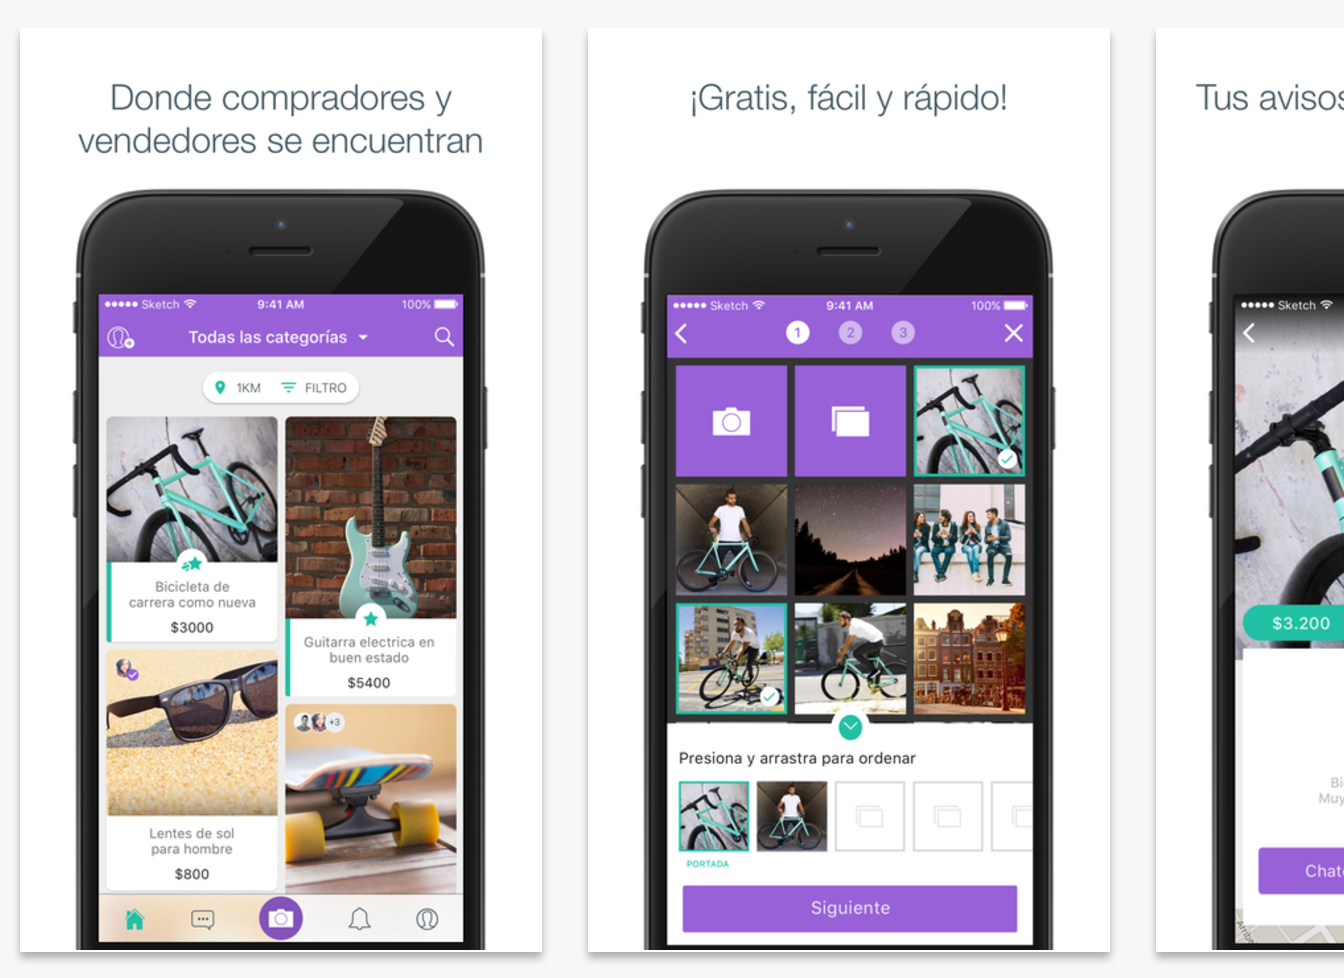 Donde compradores y
vendedores se encuentran
Sketch
9:41 AM
100%
Todas las categorías
1KM
FILTRO
Bicicleta de
carrera como nueva
$3000
Guitarra electrica en
buen estado
$5400
+3
Lentes de sol
para hombre
$800
¡Gratis, fácil y rápido!
Sketch
9:41 AM
100%
1
2
3
Presiona y arrastra para ordenar
PORTADA
Siguiente
Tus avisos
Sketch
$3.200
Bi
Muy
Chat